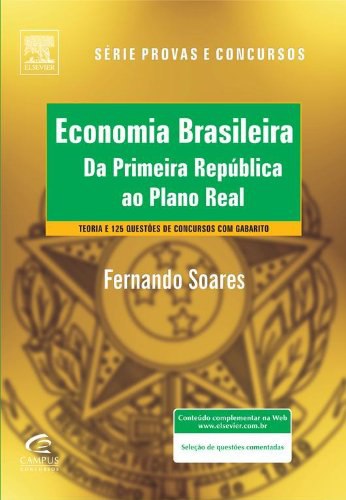 SÉRIE PROVAS E CONCURSOS
ELSEVIER
Economia Brasileira
Da Primeira República
ao Plano Real
TEORIA E 125 QUESTÕES DE CONCURSOS COM GABARITO
Fernando Soares
Conteúdo complementar na Web
www.elsevier.com.br
Seleção de questões comentadas
CAMPUS
CONCURSOS